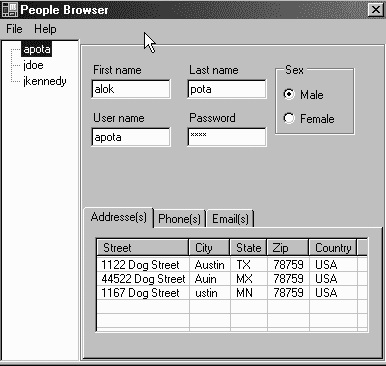 People Browser
File Help
apota
jdoe
jkennedy
First name Last name Sex
alok pota Male
User name Password Female
apota ****
Addresse(s) Phone(s) Email(s)
Street City State Zip Country
1122 Dog Street Austin TX 78759 USA
44522 Dog Street Auin MX 78759 USA
1167 Dog Street ustin MN 78759 USA